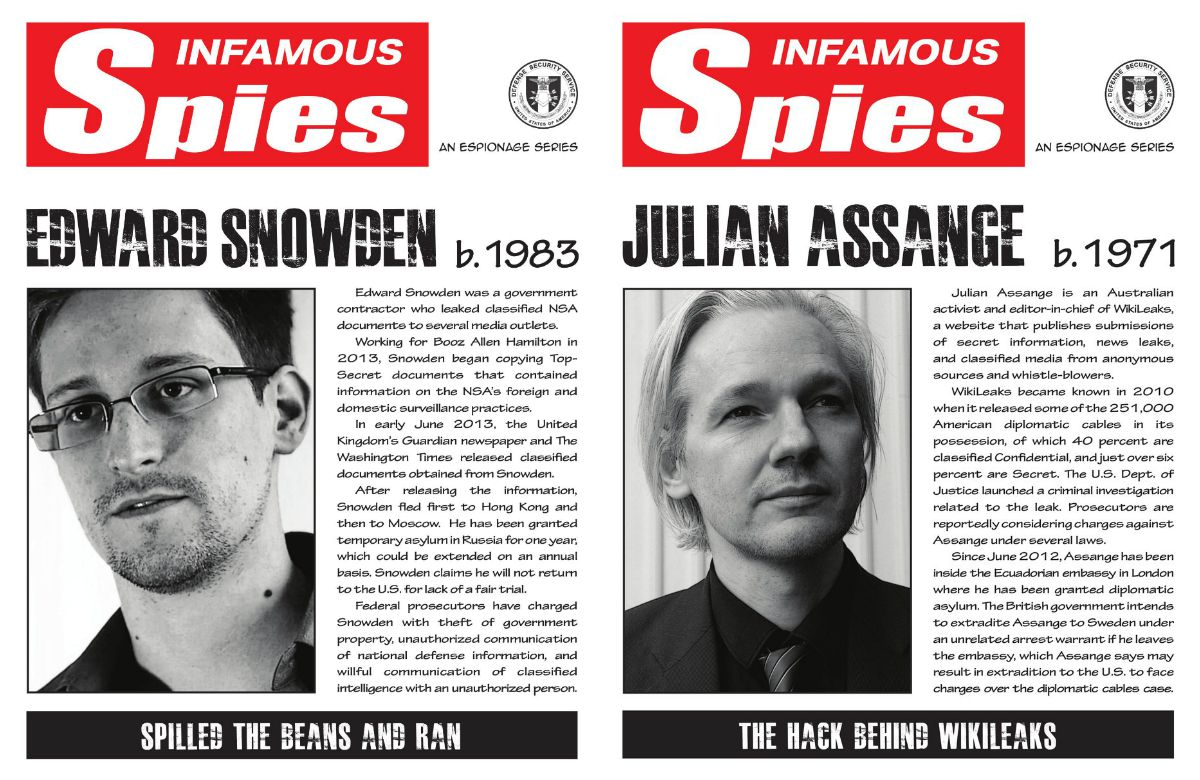 INFAMOUS
Spies
DEFENSE SECURITY SERVICE
UNITED STATES OF AMERICA
AN ESPIONAGE SERIES
EDWARD SNOWDEN b. 1983
Edward Snowden was a government
contractor who leaked classified NSA
documents to several media outlets.
Working for Booz Allen Hamilton in
2013, Snowden began copying Top-
Secret documents that contained
information on the NSA's foreign and
domestic surveillance practices.
In early June 2013, the United
Kingdom's Guardian newspaper and The
Washington Times released classified
documents obtained from Snowden.
After releasing the information,
Snowden fled first to Hong Kong and
then to Moscow. He has been granted
temporary asylum in Russia for one year,
which could be extended on an annual
basis. Snowden claims he will not return
to the U.S. for lack of a fair trial.
Federal prosecutors have charged
Snowden with theft of government
property, unauthorized communication
of national defense information, and
willful communication of classified
intelligence with an unauthorized person.
SPILLED THE BEANS AND RAN
INFAMOUS
Spies
DEFENSE SECURITY SERVICE
UNITED STATES OF AMERICA
AN ESPIONAGE SERIES
JULIAN ASSANGE b. 1971
Julian Assange is an Australian
activist and editor-in-chief of WikiLeaks,
a website that publishes submissions
of secret information, news leaks,
and classified media from anonymous
sources and whistle-blowers.
WikiLeaks became known in 2010
when it released some of the 251,000
American diplomatic cables in its
possession, of which 40 percent are
classified Confidential, and just over six
percent are Secret. The U.S. Dept. of
Justice launched a criminal investigation
related to the leak. Prosecutors are
reportedly considering charges against
Assange under several laws.
Since June 2012, Assange has been
inside the Ecuadorian embassy in London
where he has been granted diplomatic
asylum. The British government intends
to extradite Assange to Sweden under
an unrelated arrest warrant if he leaves
the embassy, which Assange says may
result in extradition to the U.S. to face
charges over the diplomatic cables case.
THE HACK BEHIND WIKILEAKS